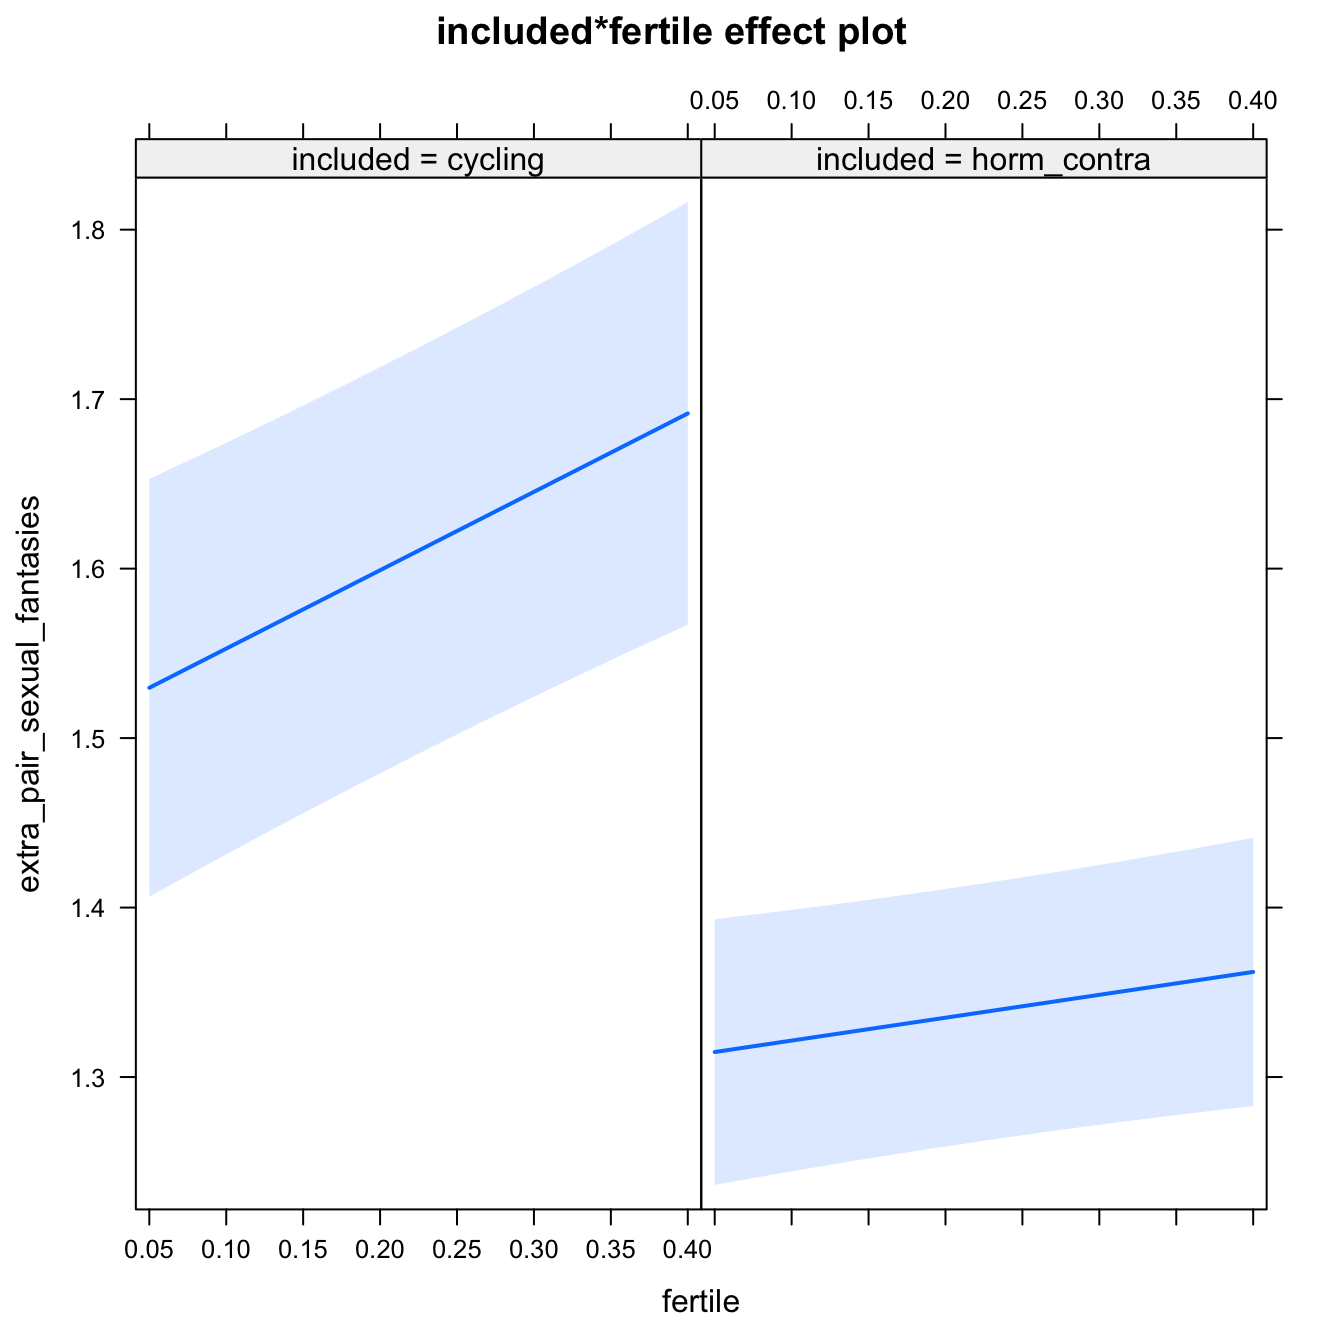 included*fertile effect plot
0.05 0.10 0.15 0.20 0.25 0.30 0.35 0.40
included = cycling
included = horm_contra
extra_pair_sexual_fantasies
1.8
1.7
1.6
1.5
1.4
1.3
0.05 0.10 0.15 0.20 0.25 0.30 0.35 0.40
fertile